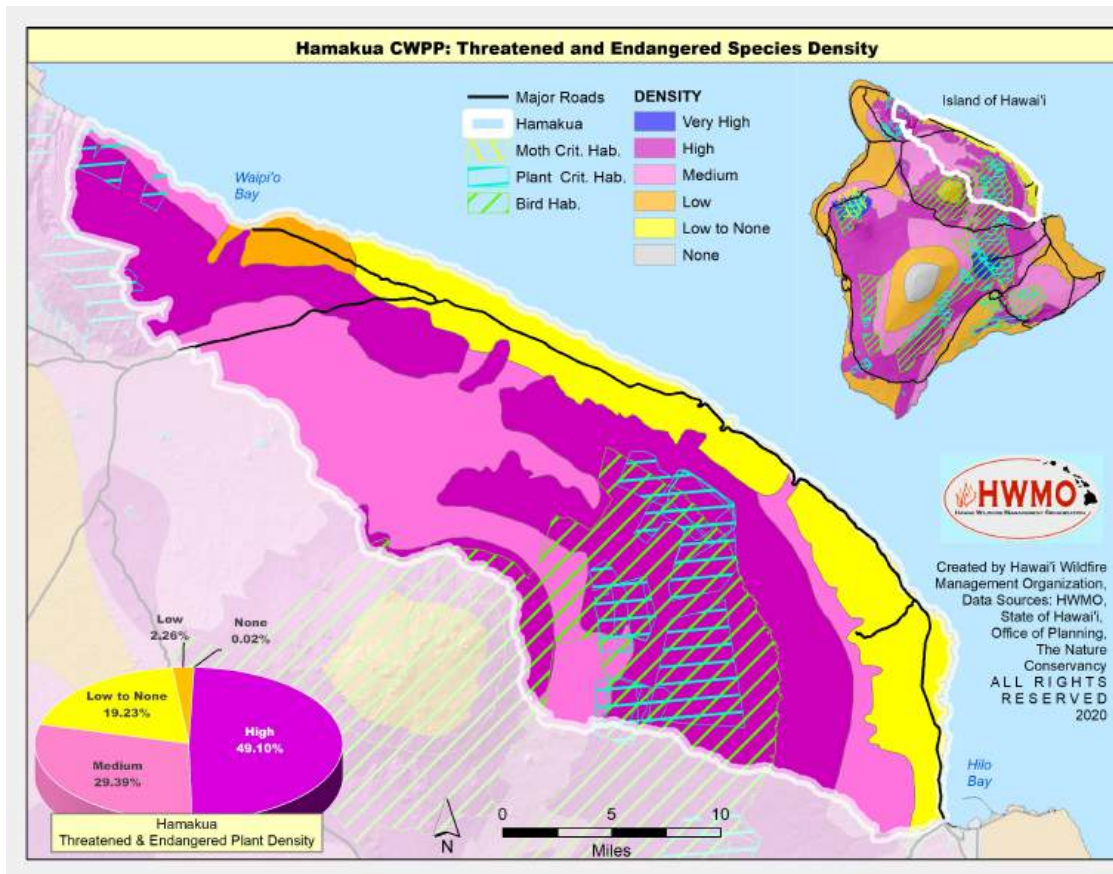 Hamakua CWPP: Threatened and Endangered Species Density
Major Roads
Hamakua
Moth Crit. Hab.
Plant Crit. Hab.
Bird Hab.
DENSITY
Very High
High
Medium
Low
Low to None
None
Island of Hawai'i
Waipi'o
Bay
HWMO
HAWAII WILDFIRE MANAGEMENT ORGANIZATION
Created by Hawai'i Wildfire
Management Organization,
Data Sources: HWMO,
State of Hawai'i,
Office of Planning,
The Nature
Conservancy
ALL RIGHTS
RESERVED
2020
Hilo
Bay
Low
2.26%
None
0.02%
Low to None
19.23%
High
49.10%
Medium
29.39%
Hamakua
Threatened & Endangered Plant Density
N
0 5 10
Miles